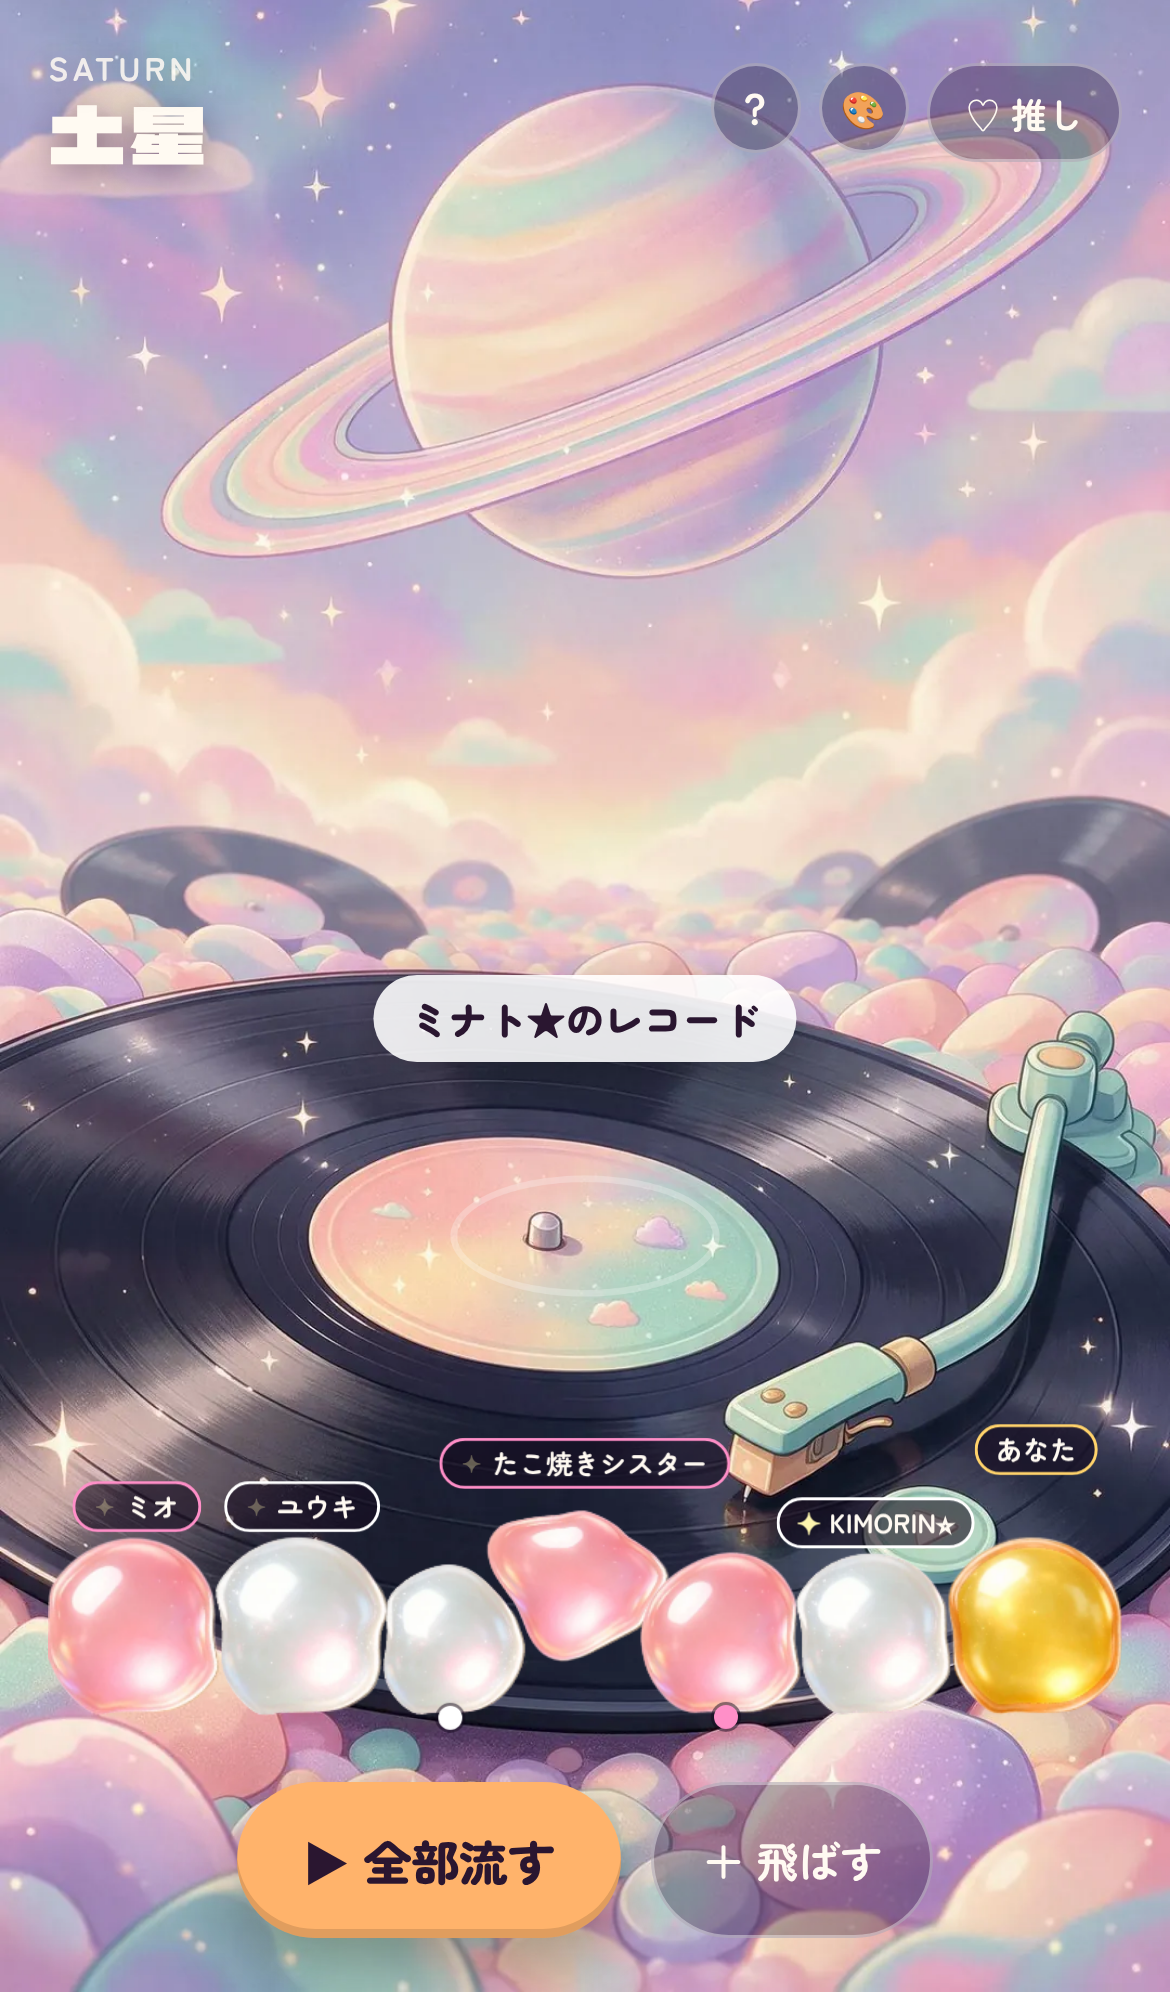 SATURN
土星
?
♡ 推し
ミナト★のレコード
あなた
たこ焼きシスター
ミオ
ユウキ
KIMORIN★
▶ 全部流す
＋ 飛ばす